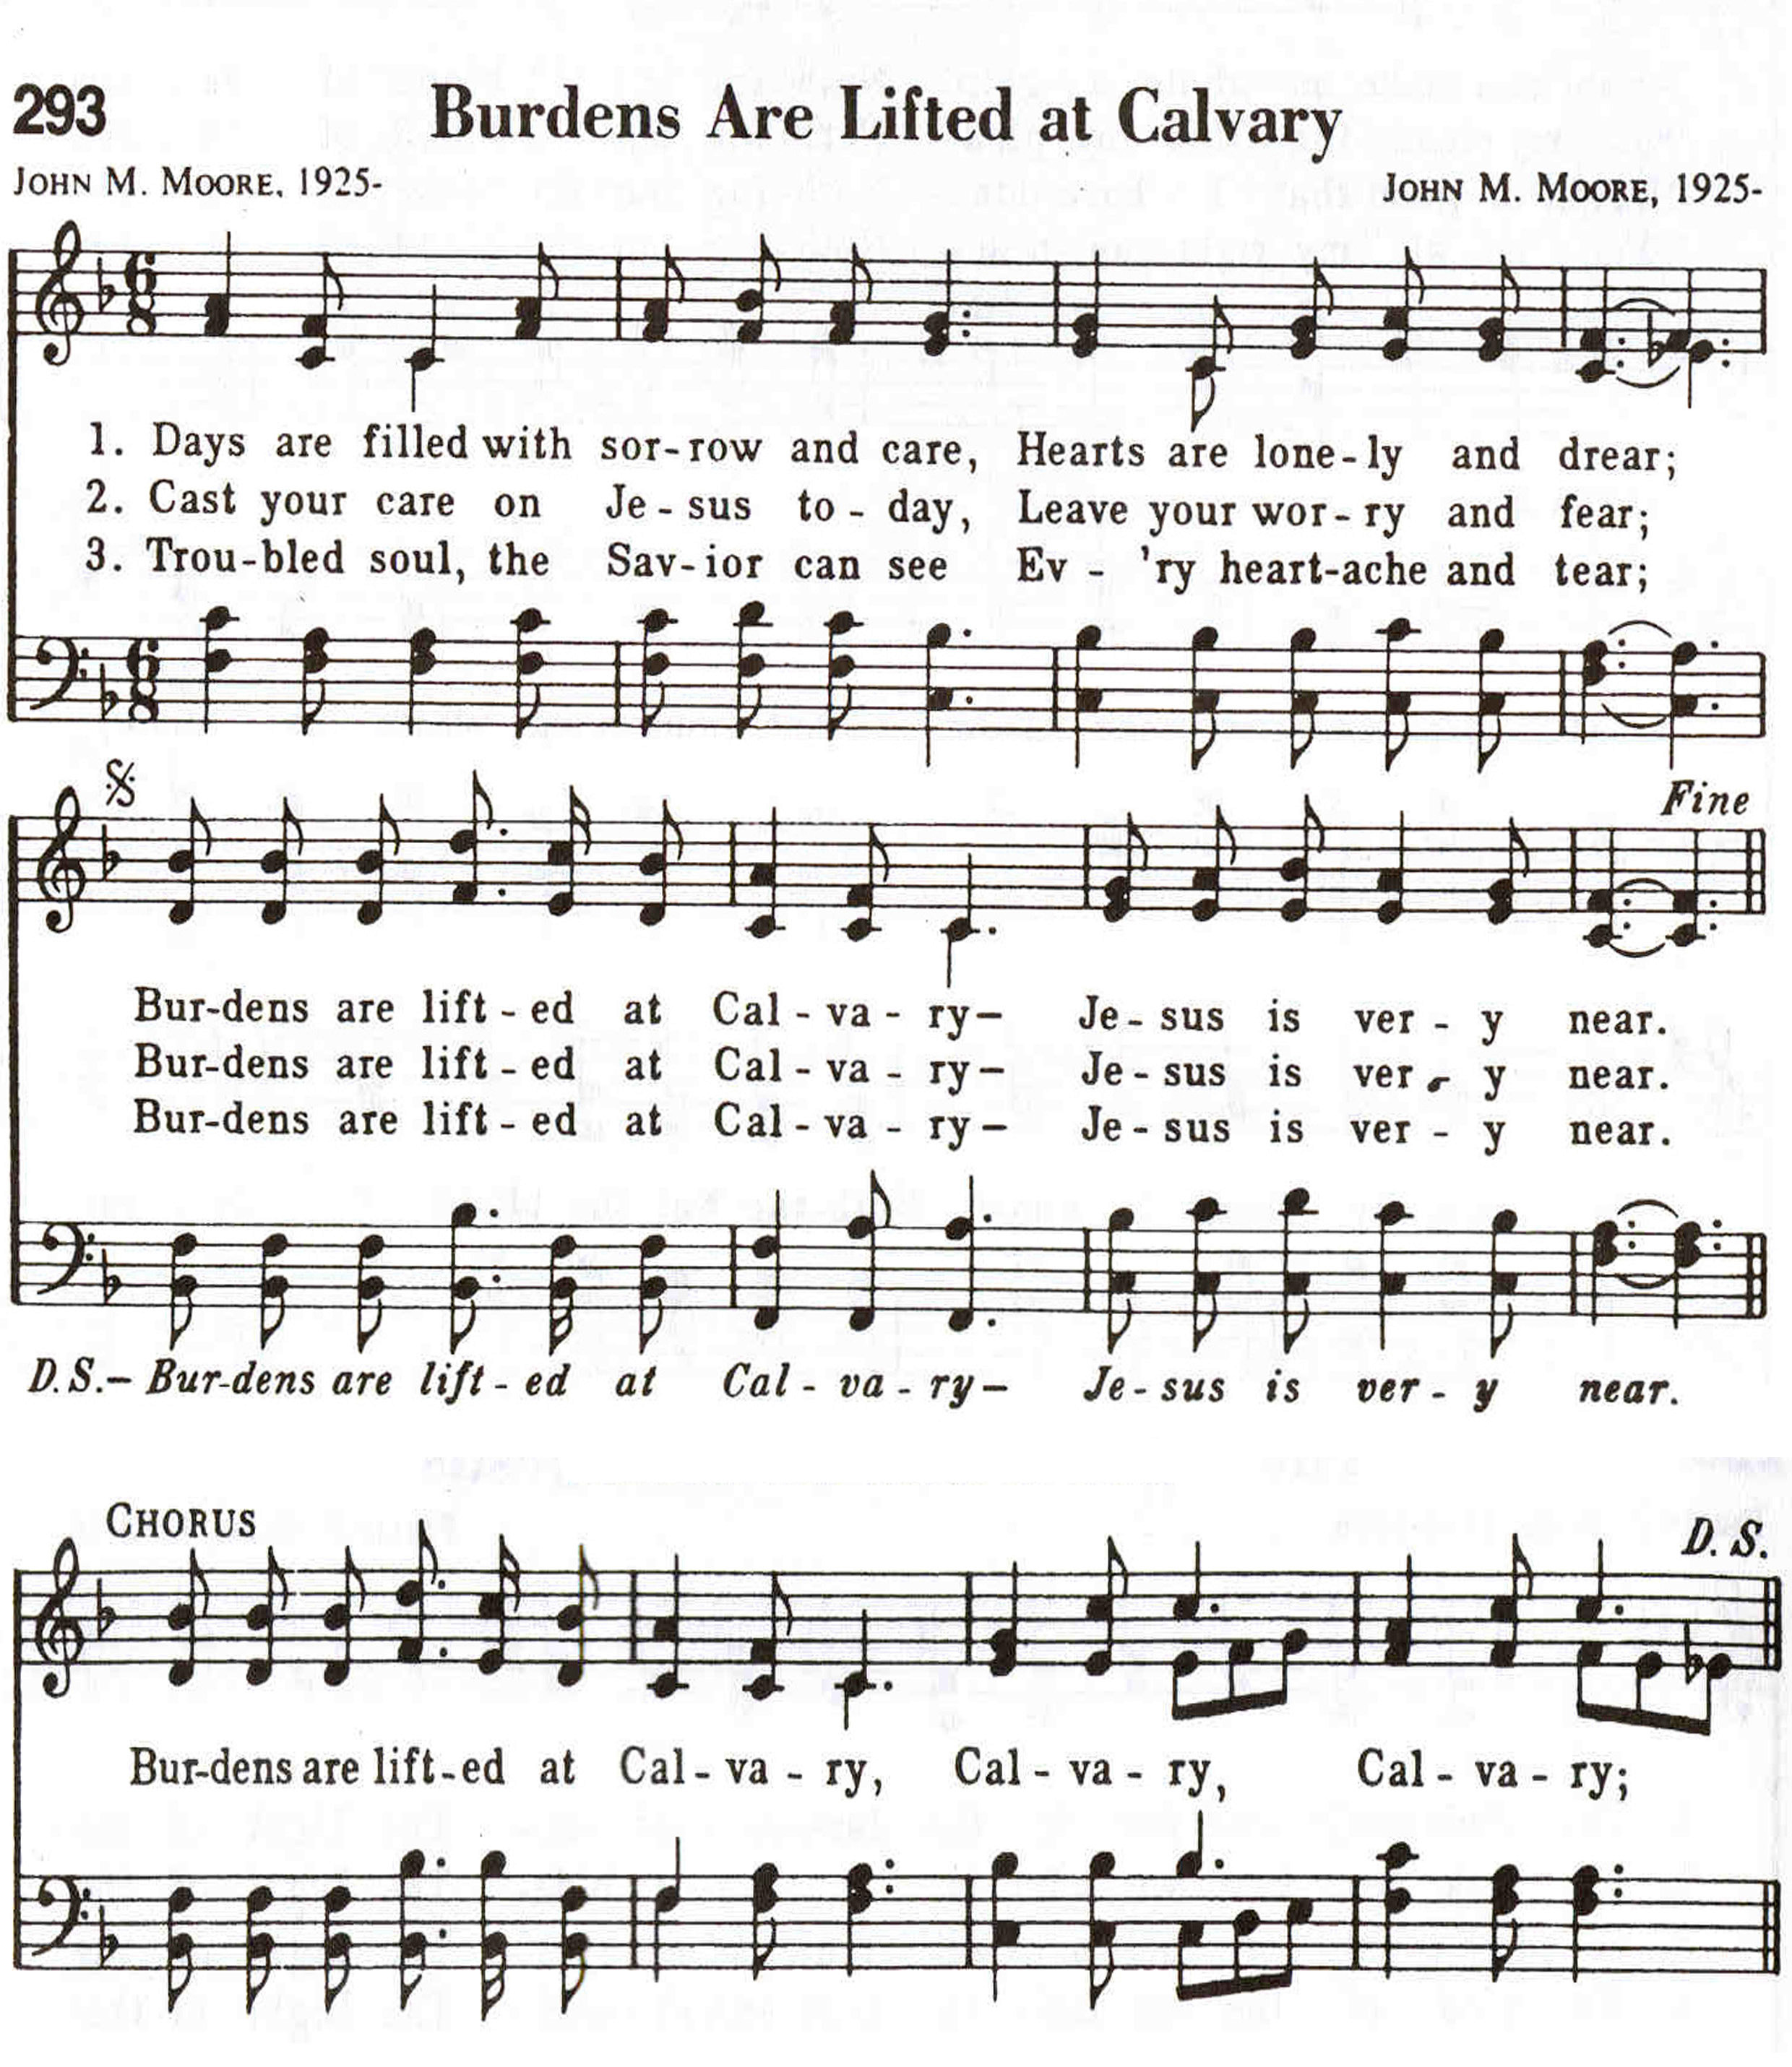 293 Burdens Are Lifted at Calvary
JOHN M. MOORE, 1925- JOHN M. MOORE, 1925-
6 8
1. Days are filled with sor-row and care, Hearts are lone-ly and drear;
2. Cast your care on Je-sus to-day, Leave your wor-ry and fear;
3. Trou-bled soul, the Sav-ior can see Ev-'ry heart-ache and tear;
6 8
Fine
Bur-dens are lift-ed at Cal-va-ry— Je-sus is ver-y near.
Bur-dens are lift-ed at Cal-va-ry— Je-sus is ver-y near.
Bur-dens are lift-ed at Cal-va-ry— Je-sus is ver-y near.
D.S.— Bur-dens are lift-ed at Cal-va-ry— Je-sus is ver-y near.
CHORUS D.S.
Bur-dens are lift-ed at Cal-va-ry, Cal-va-ry, Cal-va-ry;